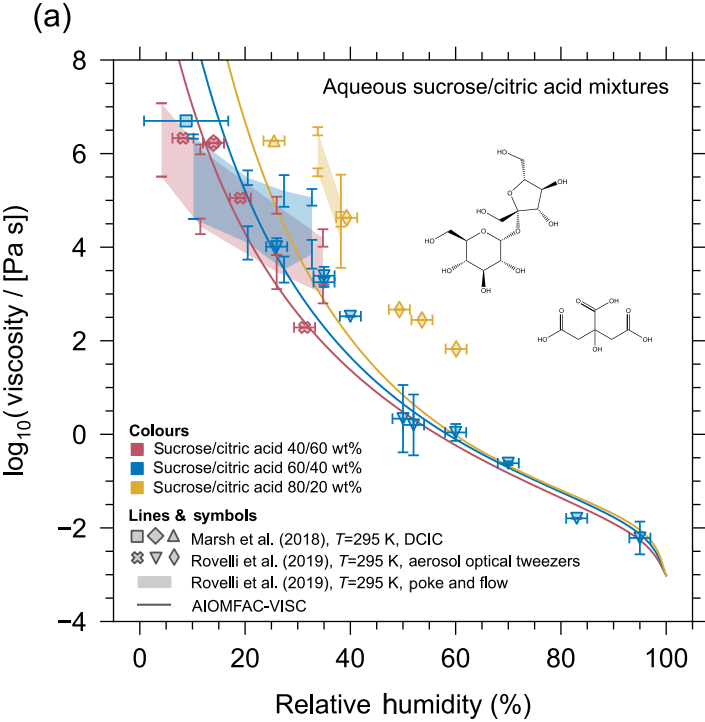 (a)
Aqueous sucrose/citric acid mixtures
8
6
4
2
0
−2
−4
log10(viscosity / [Pa s])
HO
OH
O
OH
HO
HO
OH
O
HO
O
OH
HO
OH
OH
O
O
OH
O
HO
OH
OH
Colours
Sucrose/citric acid 40/60 wt%
Sucrose/citric acid 60/40 wt%
Sucrose/citric acid 80/20 wt%
Lines & symbols
Marsh et al. (2018), T=295 K, DCIC
Rovelli et al. (2019), T=295 K, aerosol optical tweezers
Rovelli et al. (2019), T=295 K, poke and flow
AIOMFAC-VISC
0 20 40 60 80 100
Relative humidity (%)